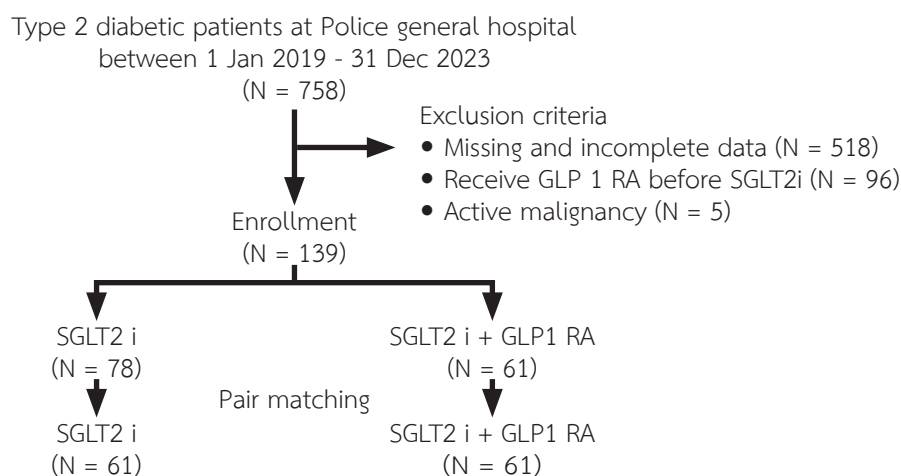 Type 2 diabetic patients at Police general hospital
between 1 Jan 2019 - 31 Dec 2023
(N = 758)
Exclusion criteria
• Missing and incomplete data (N = 518)
• Receive GLP 1 RA before SGLT2i (N = 96)
• Active malignancy (N = 5)
Enrollment
(N = 139)
SGLT2 i
(N = 78)
SGLT2 i + GLP1 RA
(N = 61)
Pair matching
SGLT2 i
(N = 61)
SGLT2 i + GLP1 RA
(N = 61)